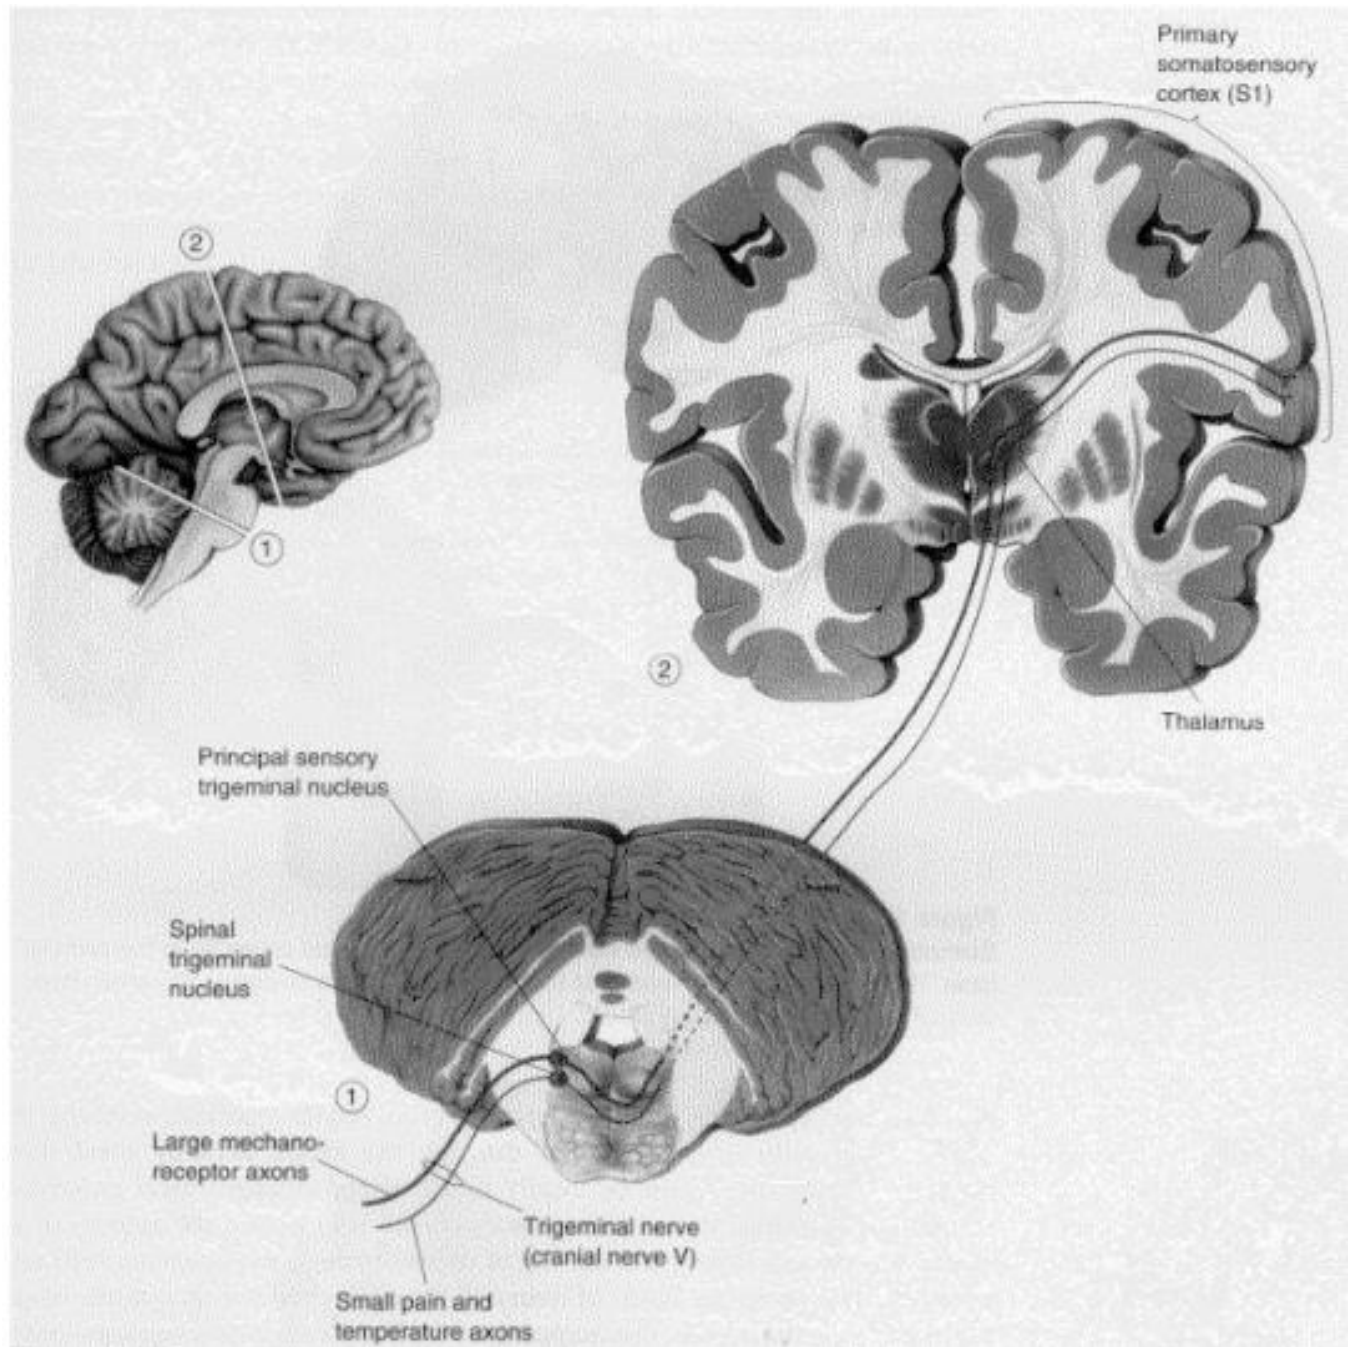 Primary
somatosensory
cortex (S1)
2
1
2
Thalamus
Principal sensory
trigeminal nucleus
Spinal
trigeminal
nucleus
1
Large mechano-
receptor axons
Trigeminal nerve
(cranial nerve V)
Small pain and
temperature axons